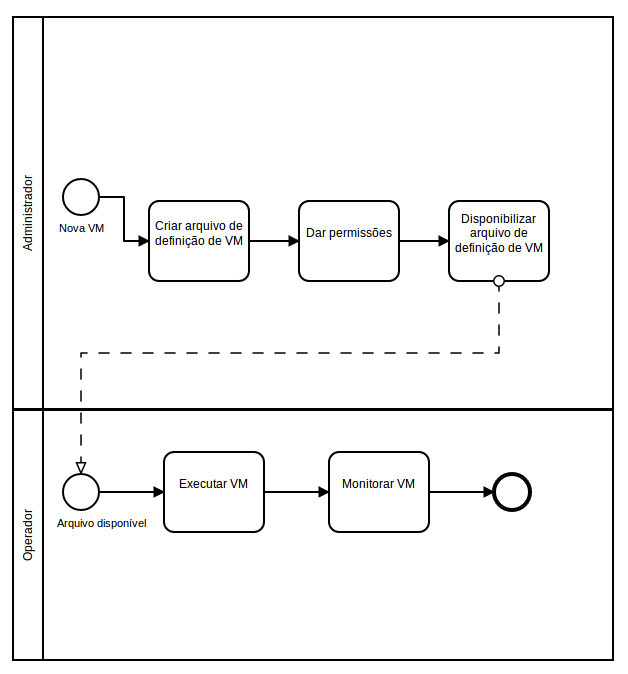 Administrador
Nova VM
Criar arquivo de
definição de VM
Dar permissões
Disponibilizar
arquivo de
definição de VM
Operador
Arquivo disponível
Executar VM
Monitorar VM